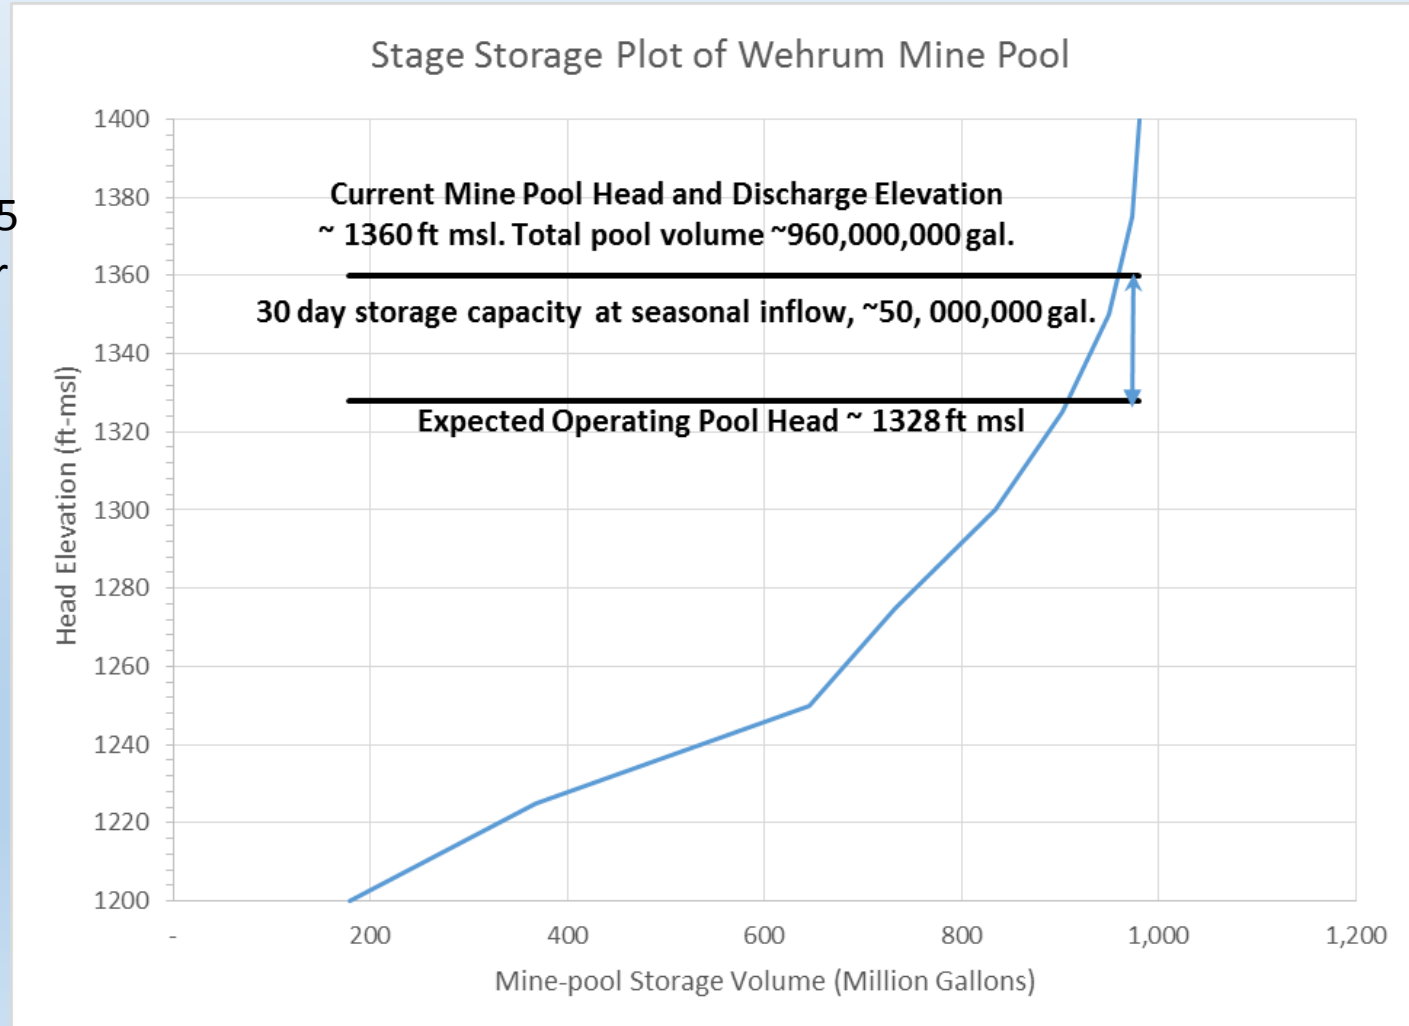 Stage Storage Plot of Wehrum Mine Pool
1400
1380
1360
1340
1320
1300
1280
1260
1240
1220
1200
Head Elevation (ft-msl)
5
r
Current Mine Pool Head and Discharge Elevation
~ 1360 ft msl. Total pool volume ~960,000,000 gal.
30 day storage capacity at seasonal inflow, ~50, 000,000 gal.
Expected Operating Pool Head ~ 1328 ft msl
- 200 400 600 800 1,000 1,200
Mine-pool Storage Volume (Million Gallons)